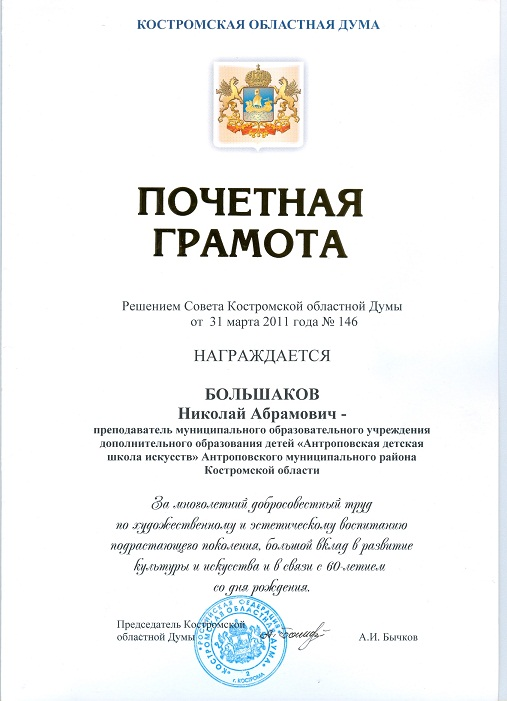 КОСТРОМСКАЯ ОБЛАСТНАЯ ДУМА
ПОЧЕТНАЯ
ГРАМОТА
Решением Совета Костромской областной Думы
от 31 марта 2011 года № 146
НАГРАЖДАЕТСЯ
БОЛЬШАКОВ
Николай Абрамович -
преподаватель муниципального образовательного учреждения
дополнительного образования детей «Антроповская детская
школа искусств» Антроповского муниципального района
Костромской области
За многолетний добросовестный труд
по художественному и эстетическому воспитанию
подрастающего поколения, большой вклад в развитие
культуры и искусства и в связи с 60-летием
со дня рождения.
Председатель Костромской
областной Думы
А.И. Бычков
РОССИЙСКАЯ ФЕДЕРАЦИЯ
КОСТРОМСКАЯ ОБЛАСТНАЯ ДУМА
2
г. КОСТРОМА